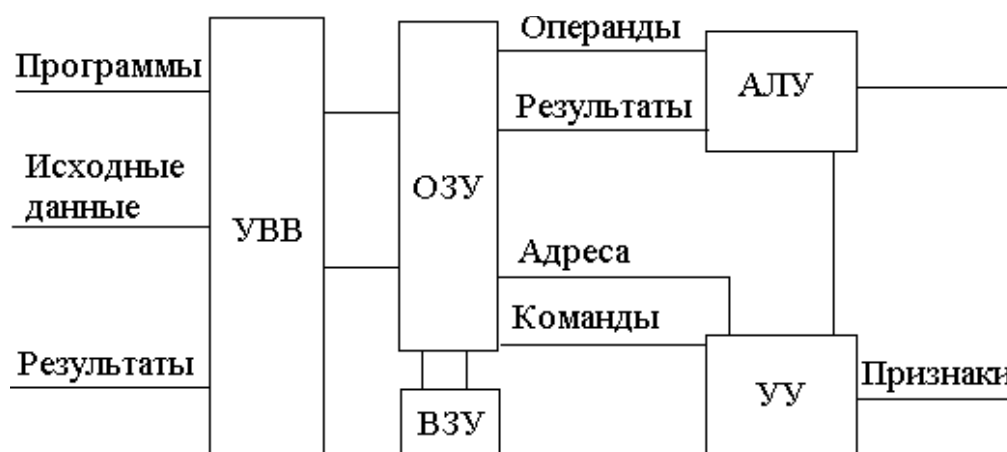 Операнды
Программы
АЛУ
Результаты
Исходные
данные
ОЗУ
УВВ
Адреса
Команды
Результаты
Признаки
УУ
ВЗУ